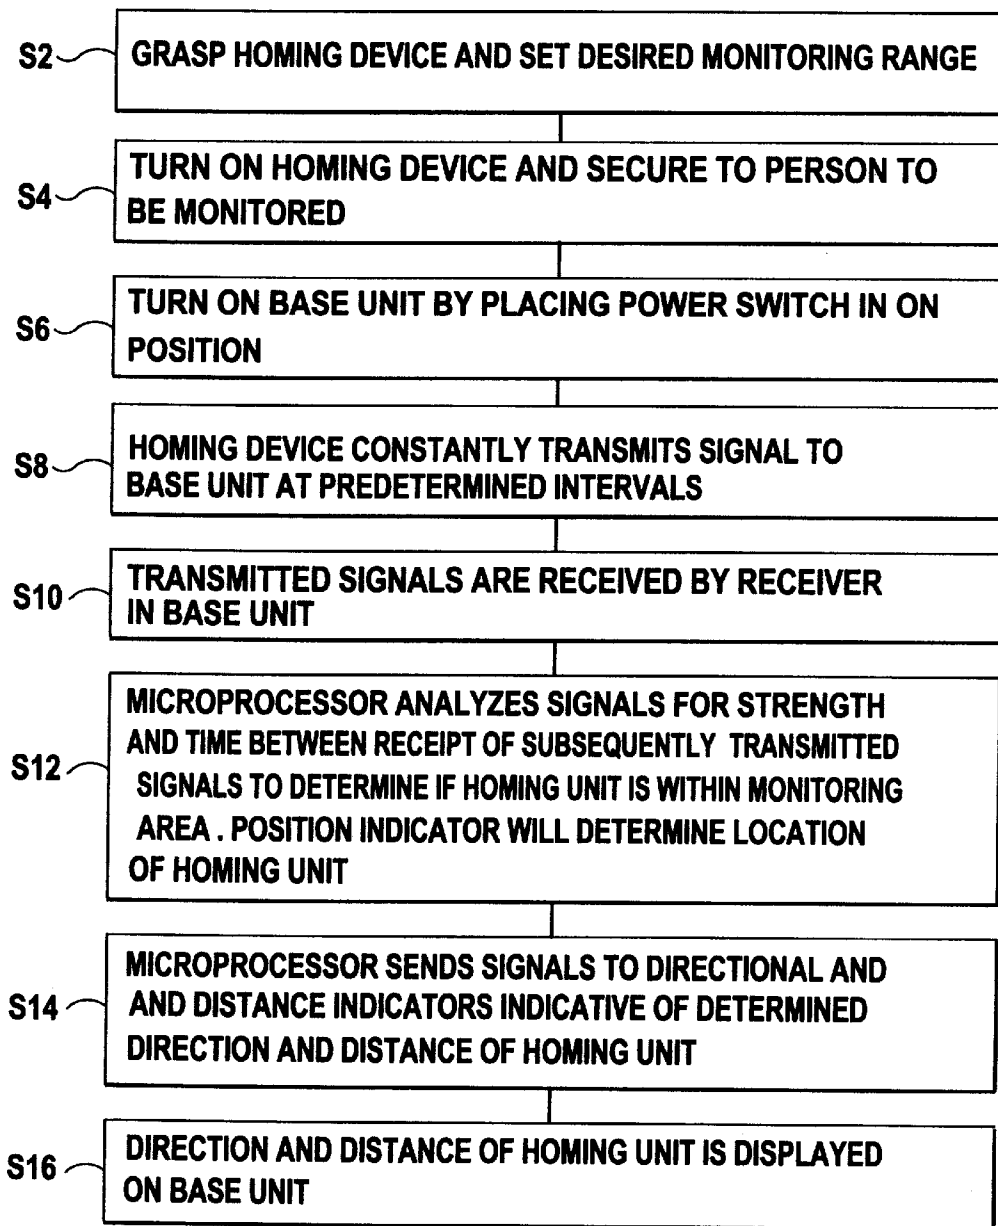 S2 GRASP HOMING DEVICE AND SET DESIRED MONITORING RANGE
S4 TURN ON HOMING DEVICE AND SECURE TO PERSON TO
BE MONITORED
S6 TURN ON BASE UNIT BY PLACING POWER SWITCH IN ON
POSITION
S8 HOMING DEVICE CONSTANTLY TRANSMITS SIGNAL TO
BASE UNIT AT PREDETERMINED INTERVALS
S10 TRANSMITTED SIGNALS ARE RECEIVED BY RECEIVER
IN BASE UNIT
S12 MICROPROCESSOR ANALYZES SIGNALS FOR STRENGTH
AND TIME BETWEEN RECEIPT OF SUBSEQUENTLY TRANSMITTED
SIGNALS TO DETERMINE IF HOMING UNIT IS WITHIN MONITORING
AREA . POSITION INDICATOR WILL DETERMINE LOCATION
OF HOMING UNIT
S14 MICROPROCESSOR SENDS SIGNALS TO DIRECTIONAL AND
AND DISTANCE INDICATORS INDICATIVE OF DETERMINED
DIRECTION AND DISTANCE OF HOMING UNIT
S16 DIRECTION AND DISTANCE OF HOMING UNIT IS DISPLAYED
ON BASE UNIT